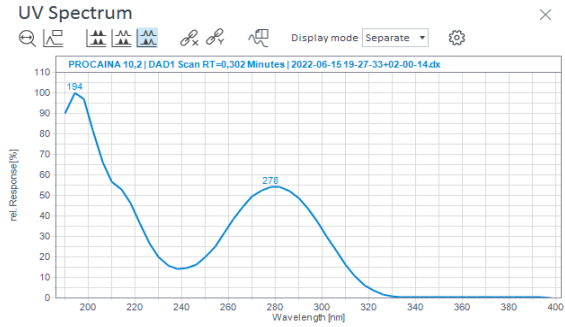 UV Spectrum
Display mode Separate
PROCAINA 10,2 | DAD1 Scan RT=0,302 Minutes | 2022-06-15 19-27-33+02-00-14.dx
110
100
90
80
70
60
50
40
30
20
10
0
rel. Response[%]
194
278
200 220 240 260 280 300 320 340 360 380 400
Wavelength [nm]